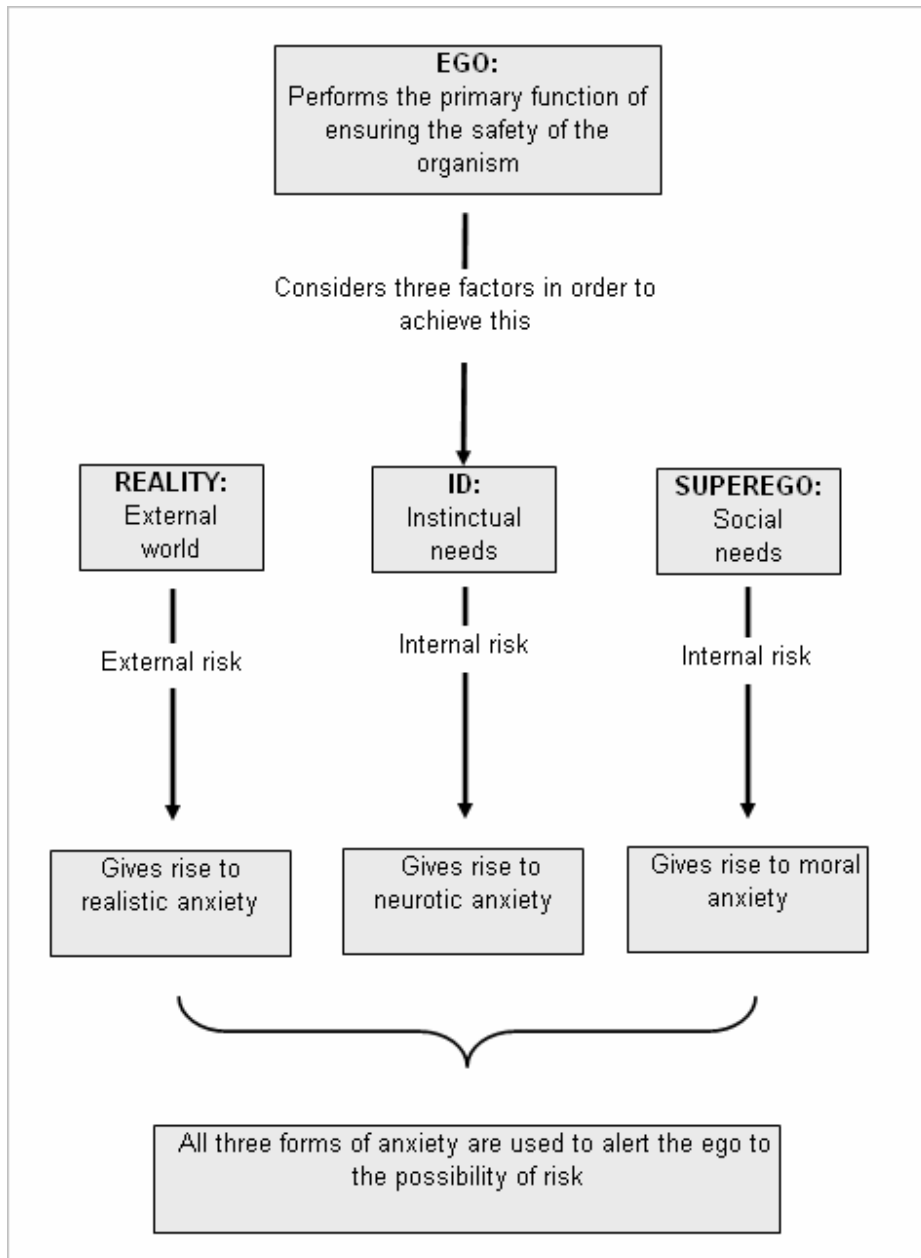 EGO:
Performs the primary function of
ensuring the safety of the
organism
Considers three factors in order to
achieve this
REALITY:
External
world
ID:
Instinctual
needs
SUPEREGO:
Social
needs
External risk
Internal risk
Internal risk
Gives rise to
realistic anxiety
Gives rise to
neurotic anxiety
Gives rise to moral
anxiety
All three forms of anxiety are used to alert the ego to
the possibility of risk